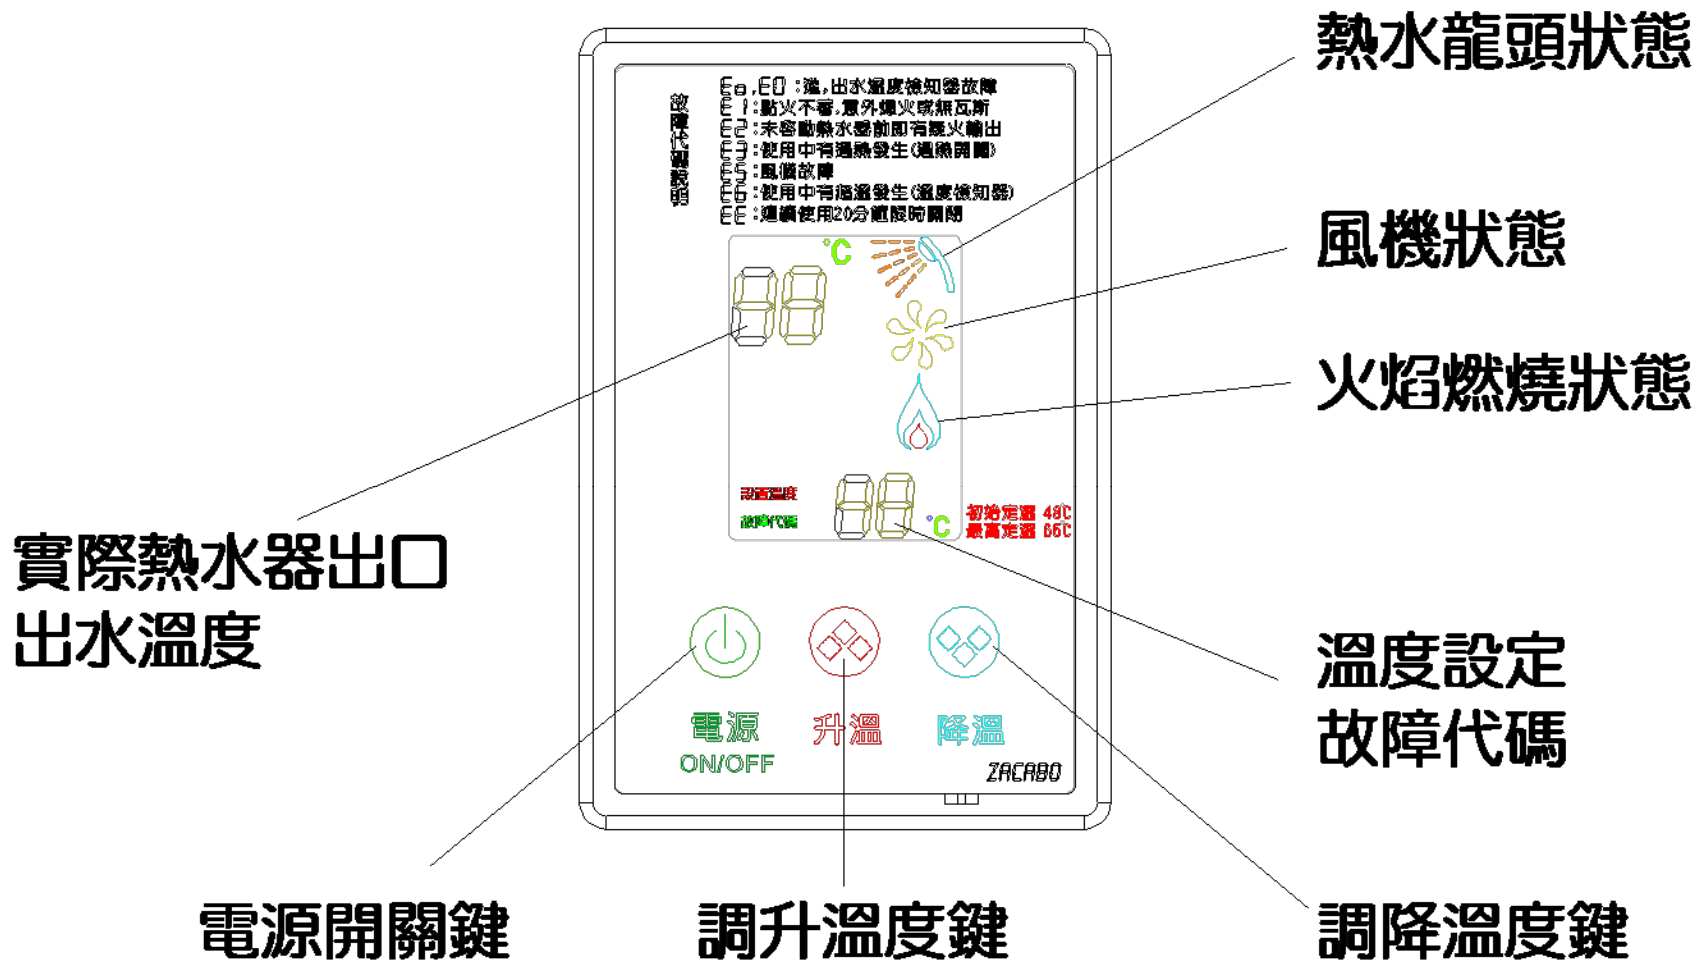 熱水龍頭狀態
風機狀態
火焰燃燒狀態
實際熱水器出口
出水溫度
溫度設定
故障代碼
電源開關鍵
調升溫度鍵
調降溫度鍵
故障代碼說明
Ea,E0:進,出水溫度檢知器故障
E1:點火不著,意外熄火或無瓦斯
E2:未啓動熱水器前即有義火輸出
E3:使用中有過熱發生(過熱開關)
E5:風機故障
E6:使用中有超溫發生(溫度檢知器)
EE:連續使用20分鐘限時關閉
°C
設置溫度
故障代碼
°C
初始定溫 48℃
最高定溫 65℃
電源
ON/OFF
升溫
降溫
ZACABO